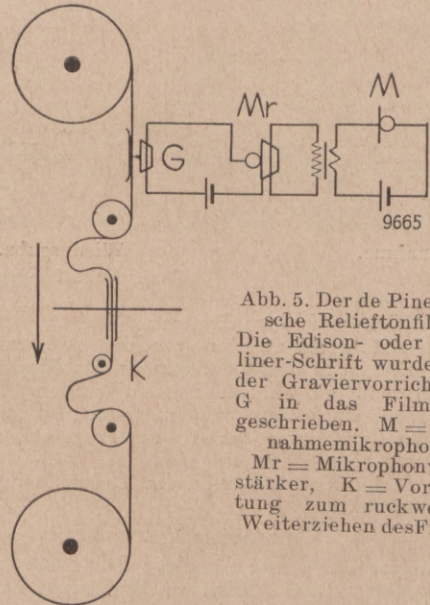 Mr
M
G
9665
K
Abb. 5. Der de Pine
sche Relieftonfil
Die Edison- oder
liner-Schrift wurde
der Graviervorrich
G in das Film
geschrieben. M =
nahmemikropho
Mr = Mikrophonv
stärker, K = Vor
tung zum ruckwe
Weiterziehen desF